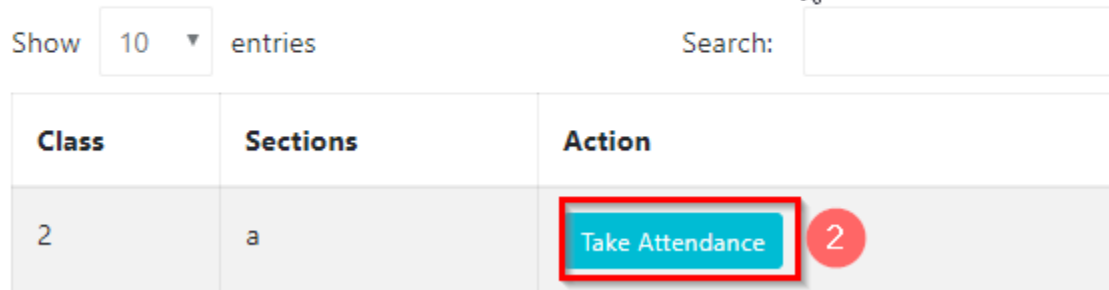 Show 10 entries Search:
Class Sections Action
2 a Take Attendance 2